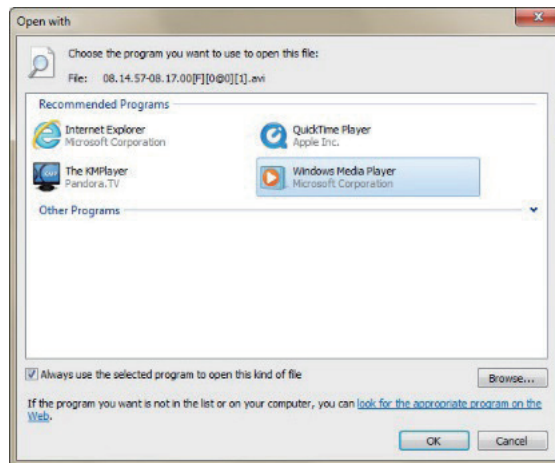 Open with
Choose the program you want to use to open this file:
File: 08.14.57-08.17.00[F][0@0][1].avi
Recommended Programs
Internet Explorer
Microsoft Corporation
QuickTime Player
Apple Inc.
The KMPlayer
Pandora.TV
Windows Media Player
Microsoft Corporation
Other Programs
Always use the selected program to open this kind of file
Browse...
If the program you want is not in the list or on your computer, you can look for the appropriate program on the
Web.
OK
Cancel